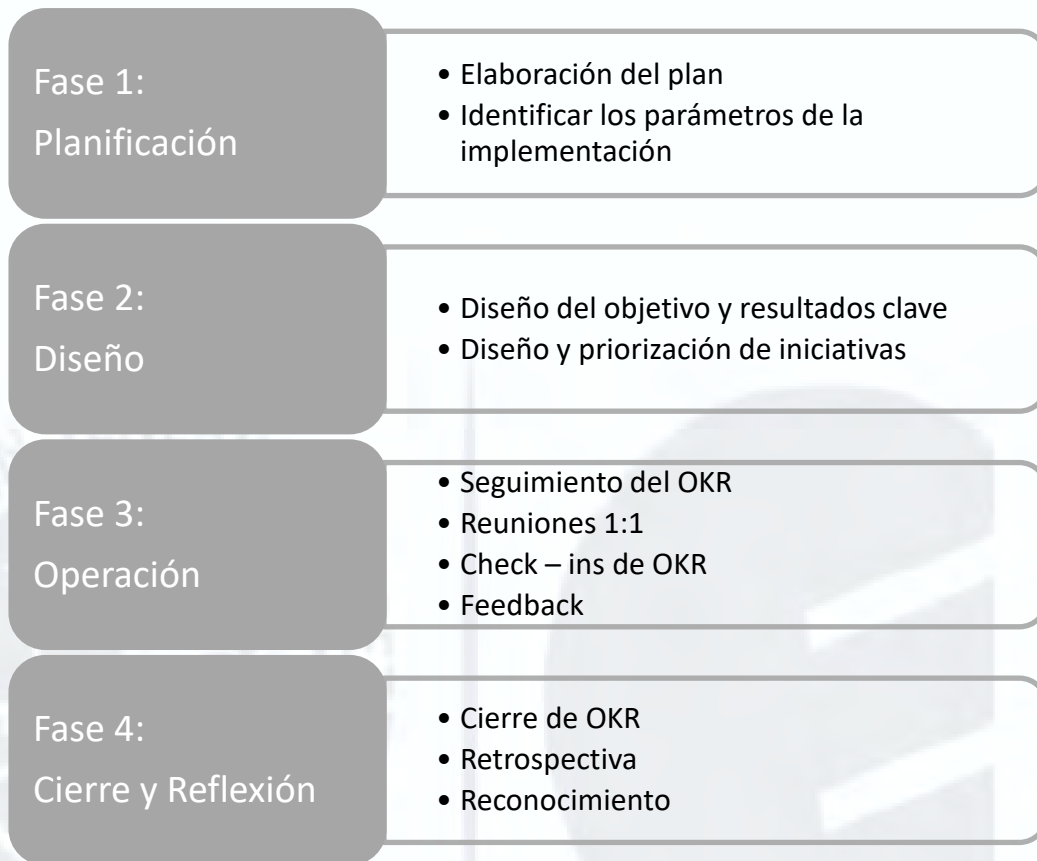 Fase 1:
Planificación
• Elaboración del plan
• Identificar los parámetros de la
implementación
Fase 2:
Diseño
• Diseño del objetivo y resultados clave
• Diseño y priorización de iniciativas
Fase 3:
Operación
• Seguimiento del OKR
• Reuniones 1:1
• Check – ins de OKR
• Feedback
Fase 4:
Cierre y Reflexión
• Cierre de OKR
• Retrospectiva
• Reconocimiento